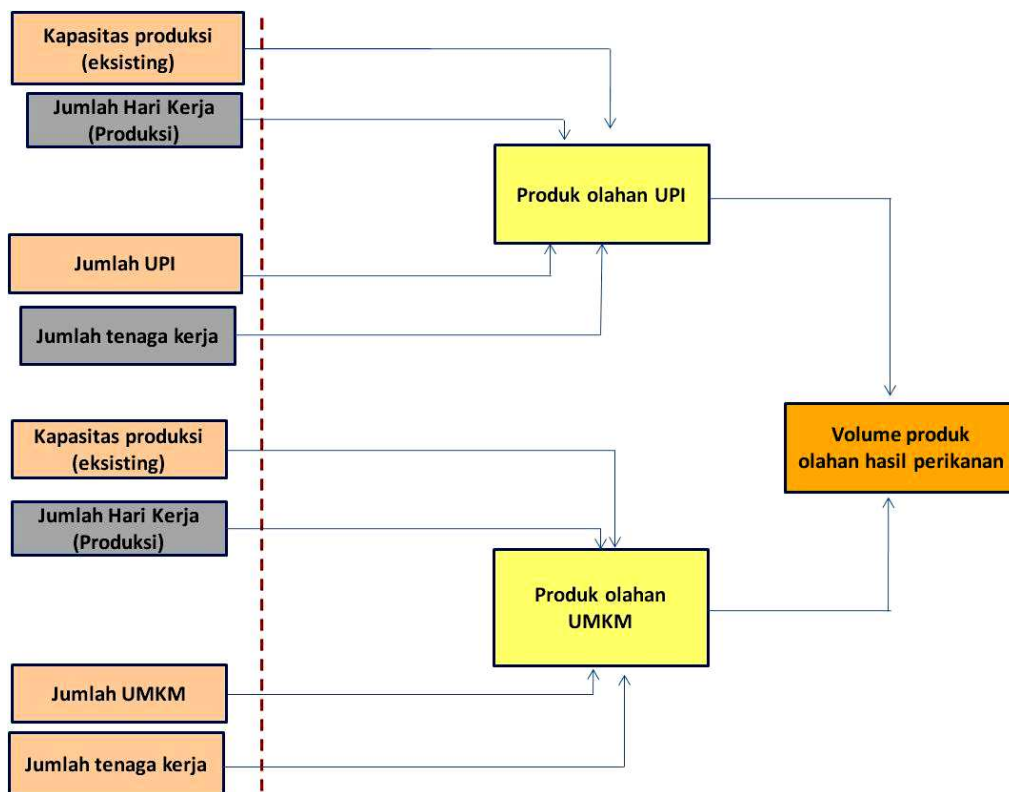 Kapasitas produksi
(eksisting)
Jumlah Hari Kerja
(Produksi)
Produk olahan UPI
Jumlah UPI
Jumlah tenaga kerja
Kapasitas produksi
(eksisting)
Volume produk
olahan hasil perikanan
Jumlah Hari Kerja
(Produksi)
Produk olahan
UMKM
Jumlah UMKM
Jumlah tenaga kerja